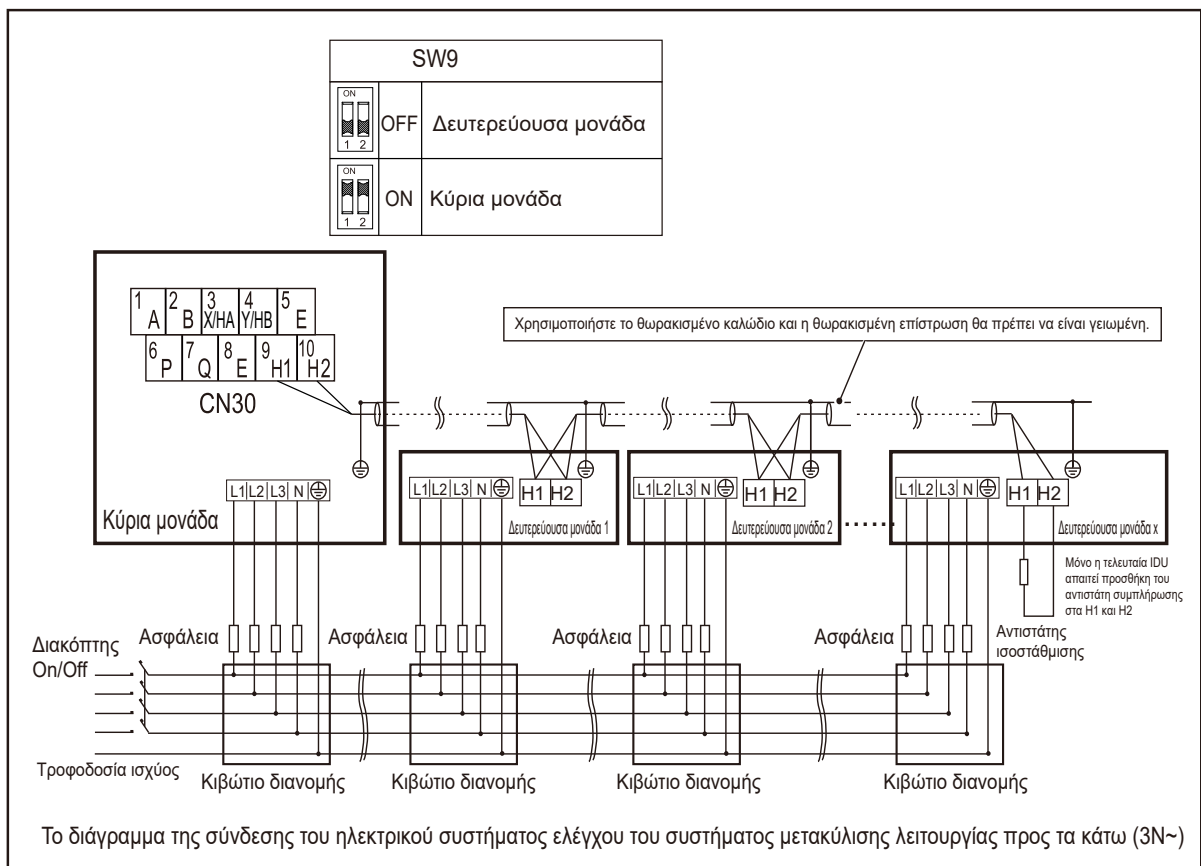 SW9
ON
1 2
OFF
Δευτερεύουσα μονάδα
ON
1 2
ON
Κύρια μονάδα
1 A
2 B
3 X/HA
4 Y/HB
5 E
6 P
7 Q
8 E
9 H1
10 H2
CN30
Χρησιμοποιήστε το θωρακισμένο καλώδιο και η θωρακισμένη επίστρωση θα πρέπει να είναι γειωμένη.
L1 L2 L3 N
Κύρια μονάδα
L1 L2 L3 N
H1 H2
Δευτερεύουσα μονάδα 1
L1 L2 L3 N
H1 H2
Δευτερεύουσα μονάδα 2
L1 L2 L3 N
H1 H2
Δευτερεύουσα μονάδα x
Μόνο η τελευταία IDU
απαιτεί προσθήκη του
αντιστάτη συμπλήρωσης
στα H1 και H2
Αντιστάτης
ισοστάθμισης
Διακόπτης
On/Off
Ασφάλεια
Ασφάλεια
Ασφάλεια
Ασφάλεια
Τροφοδοσία ισχύος
Κιβώτιο διανομής
Κιβώτιο διανομής
Κιβώτιο διανομής
Κιβώτιο διανομής
Το διάγραμμα της σύνδεσης του ηλεκτρικού συστήματος ελέγχου του συστήματος μετακύλισης λειτουργίας προς τα κάτω (3N~)